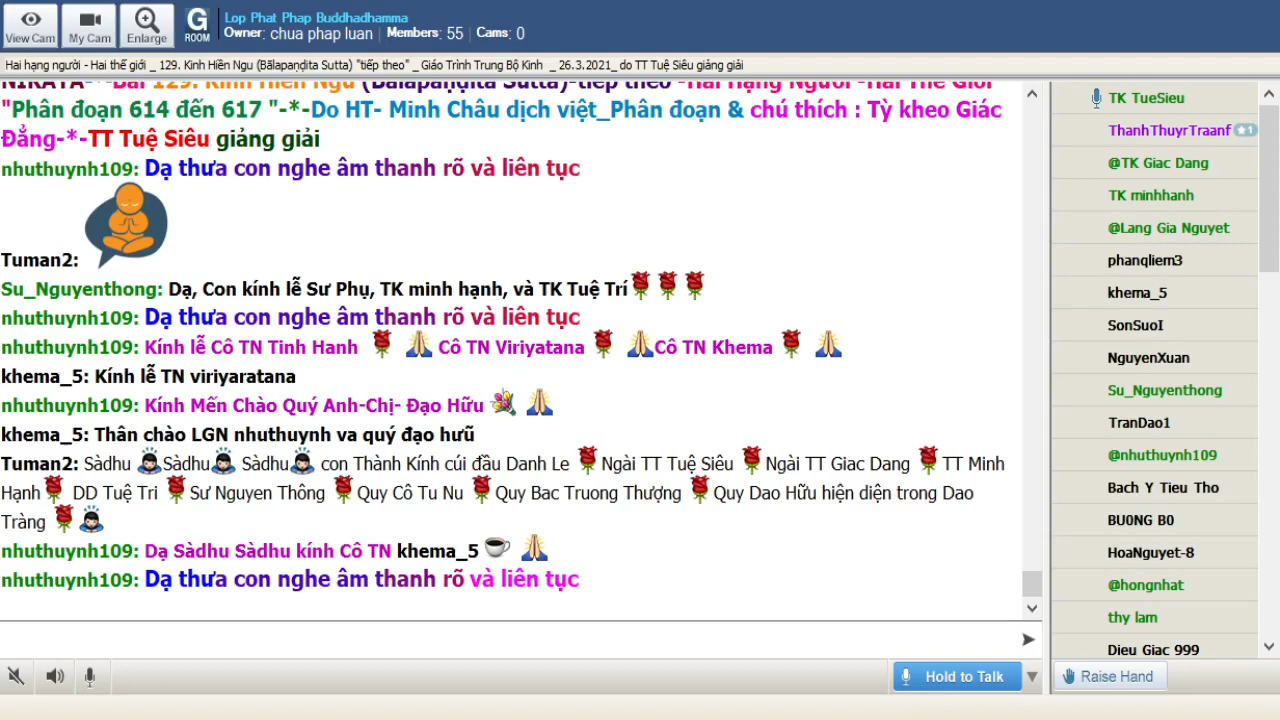 View Cam
My Cam
Enlarge
G
ROOM
Lop Phat Phap Buddhadhamma
Owner: chua phap luan | Members: 55 | Cams: 0
Hai hạng người - Hai thế giới _ 129. Kinh Hiền Ngu (Bālapaṇḍita Sutta) "tiếp theo" _ Giáo Trình Trung Bộ Kinh _ 26.3.2021_ do TT Tuệ Siêu giảng giải
"Phân đoạn 614 đến 617 "-*-Do HT- Minh Châu dịch việt_Phân đoạn & chú thích : Tỳ kheo Giác
Đẳng-*-TT Tuệ Siêu giảng giải
nhuthuynh109: Dạ thưa con nghe âm thanh rõ và liên tục
Tuman2:
Su_Nguyenthong: Dạ, Con kính lễ Sư Phụ, TK minh hạnh, và TK Tuệ Trí
nhuthuynh109: Dạ thưa con nghe âm thanh rõ và liên tục
nhuthuynh109: Kính lễ Cô TN Tinh Hanh Cô TN Viriyatana Cô TN Khema
khema_5: Kính lễ TN viriyaratana
nhuthuynh109: Kính Mến Chào Quý Anh-Chị- Đạo Hữu
khema_5: Thân chào LGN nhuthuynh va quý đạo hưũ
Tuman2: Sàdhu Sàdhu Sàdhu con Thành Kính cúi đầu Danh Le Ngài TT Tuệ Siêu Ngài TT Giac Dang TT Minh
Hạnh DD Tuệ Tri Sư Nguyen Thông Quy Cô Tu Nu Quy Bac Truong Thượng Quy Dao Hữu hiện diện trong Dao
Tràng
nhuthuynh109: Dạ Sàdhu Sàdhu kính Cô TN khema_5
nhuthuynh109: Dạ thưa con nghe âm thanh rõ và liên tục
Hold to Talk
TK TueSieu
ThanhThuyrTraanf 1
@TK Giac Dang
TK minhhanh
@Lang Gia Nguyet
phanqliem3
khema_5
SonSuoI
NguyenXuan
Su_Nguyenthong
TranDao1
@nhuthuynh109
Bach Y Tieu Tho
BU0NG B0
HoaNguyet-8
@hongnhat
thy lam
Dieu Giac 999
Raise Hand